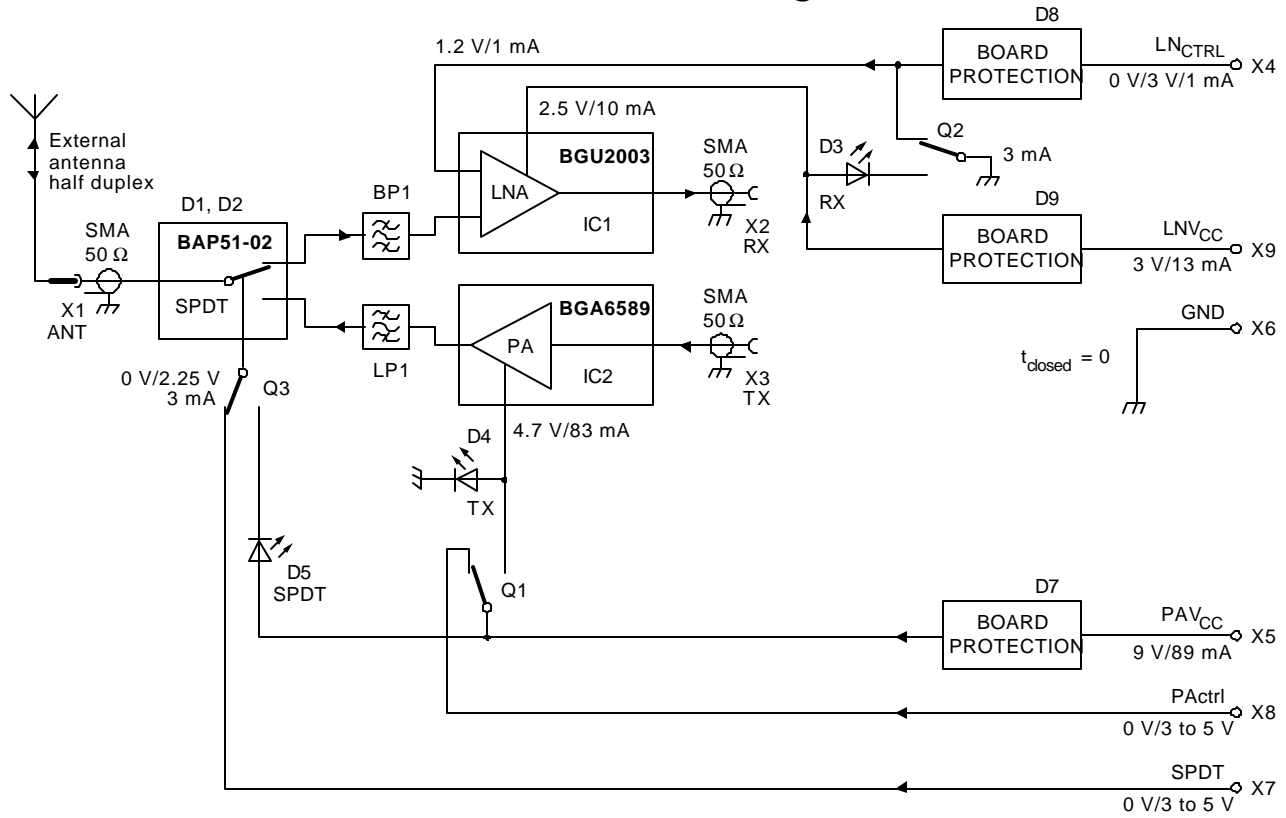 D8
1.2 V/1 mA
BOARD
PROTECTION
LNCTRL
X4
0 V/3 V/1 mA
2.5 V/10 mA
Q2
3 mA
External
antenna
half duplex
BGU2003
LNA
IC1
SMA
50 Ω
X2
RX
D3
RX
BP1
D1, D2
BAP51-02
SPDT
SMA
50 Ω
X1
ANT
D9
BOARD
PROTECTION
LNVCC
X9
3 V/13 mA
BGA6589
PA
IC2
SMA
50 Ω
X3
TX
LP1
GND
X6
tclosed = 0
0 V/2.25 V
3 mA
Q3
4.7 V/83 mA
D4
TX
D5
SPDT
Q1
D7
BOARD
PROTECTION
PAVCC
X5
9 V/89 mA
PActrl
X8
0 V/3 to 5 V
SPDT
X7
0 V/3 to 5 V